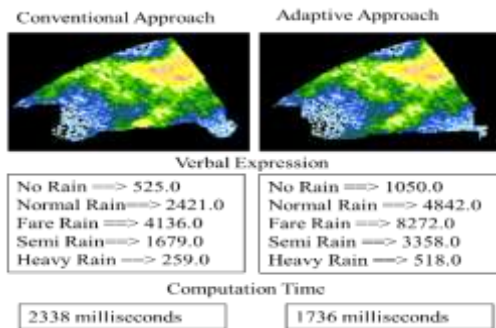 Conventional Approach
Adaptive Approach
Verbal Expression
No Rain ==> 525.0
Normal Rain==> 2421.0
Fare Rain ==> 4136.0
Semi Rain ==> 1679.0
Heavy Rain ==> 259.0
No Rain ==> 1050.0
Normal Rain ==> 4842.0
Fare Rain ==> 8272.0
Semi Rain ==> 3358.0
Heavy Rain ==> 518.0
Computation Time
2338 milliseconds
1736 milliseconds